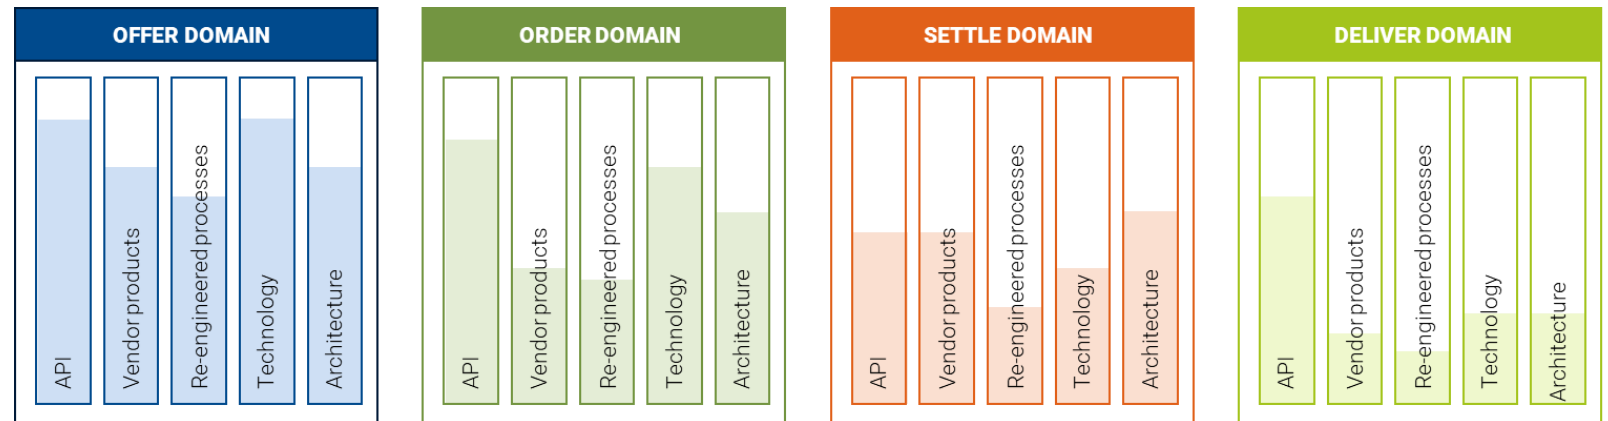 OFFER DOMAIN
API
Vendor products
Re-engineered processes
Technology
Architecture
ORDER DOMAIN
API
Vendor products
Re-engineered processes
Technology
Architecture
SETTLE DOMAIN
API
Vendor products
Re-engineered processes
Technology
Architecture
DELIVER DOMAIN
API
Vendor products
Re-engineered processes
Technology
Architecture